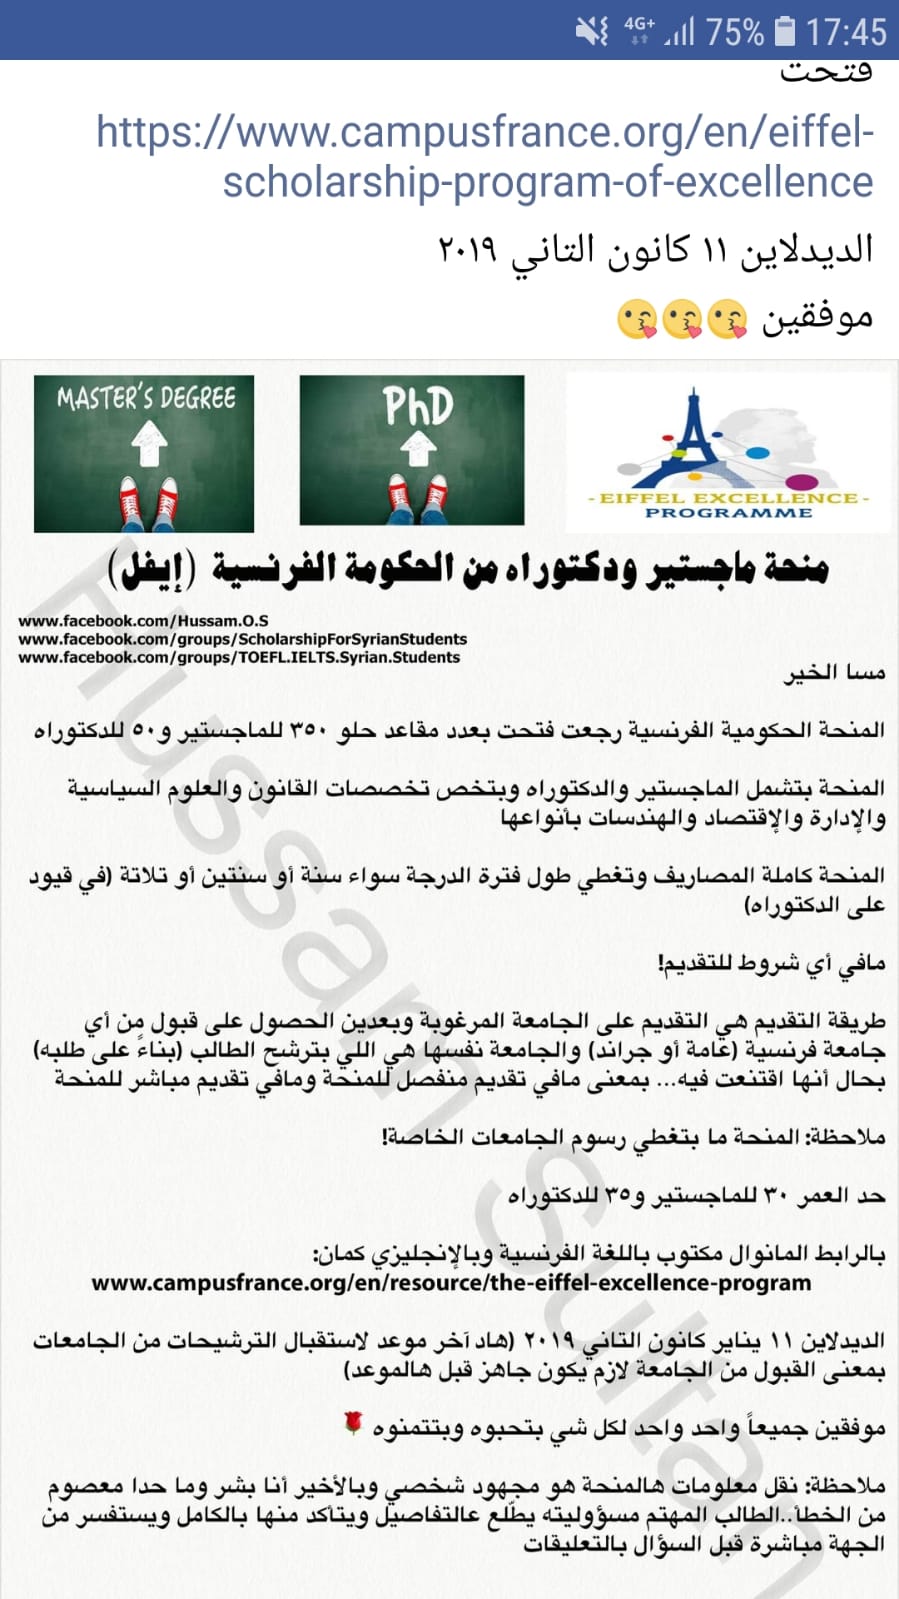 4G+ 75% 17:45
فتحت
https://www.campusfrance.org/en/eiffel-
scholarship-program-of-excellence
الديدلاين ١١ كانون التاني ٢٠١٩
موفقين 😘😘😘
MASTER'S DEGREE
PhD
- EIFFEL EXCELLENCE -
PROGRAMME
منحة ماجستير ودكتوراه من الحكومة الفرنسية (إيفل)
www.facebook.com/Hussam.O.S
www.facebook.com/groups/ScholarshipForSyrianStudents
www.facebook.com/groups/TOEFL.IELTS.Syrian.Students
مسا الخير
المنحة الحكومية الفرنسية رجعت فتحت بعدد مقاعد حلو ٣٥٠ للماجستير و٥٠ للدكتوراه
المنحة بتشمل الماجستير والدكتوراه وبتخص تخصصات القانون والعلوم السياسية
والإدارة والإقتصاد والهندسات بأنواعها
المنحة كاملة المصاريف وتغطي طول فترة الدرجة سواء سنة أو سنتين أو تلاتة (في قيود
على الدكتوراه)
مافي أي شروط للتقديم!
طريقة التقديم هي التقديم على الجامعة المرغوبة وبعدين الحصول على قبول من أي
جامعة فرنسية (عامة أو جراند) والجامعة نفسها هي اللي بترشح الطالب (بناءً على طلبه)
بحال أنها اقتنعت فيه... بمعنى مافي تقديم منفصل للمنحة ومافي تقديم مباشر للمنحة
ملاحظة: المنحة ما بتغطي رسوم الجامعات الخاصة!
حد العمر ٣٠ للماجستير و٣٥ للدكتوراه
بالرابط المانوال مكتوب باللغة الفرنسية وبالإنجليزي كمان:
www.campusfrance.org/en/resource/the-eiffel-excellence-program
الديدلاين ١١ يناير كانون التاني ٢٠١٩ (هاد آخر موعد لاستقبال الترشيحات من الجامعات
بمعنى القبول من الجامعة لازم يكون جاهز قبل هالموعد)
موفقين جميعاً واحد واحد لكل شي بتحبوه وبتتمنوه 🌹
ملاحظة: نقل معلومات هالمنحة هو مجهود شخصي وبالأخير أنا بشر وما حدا معصوم
من الخطأ..الطالب المهتم مسؤوليته يطّلع عالتفاصيل ويتأكد منها بالكامل ويستفسر من
الجهة مباشرة قبل السؤال بالتعليقات
Hussam Sultan